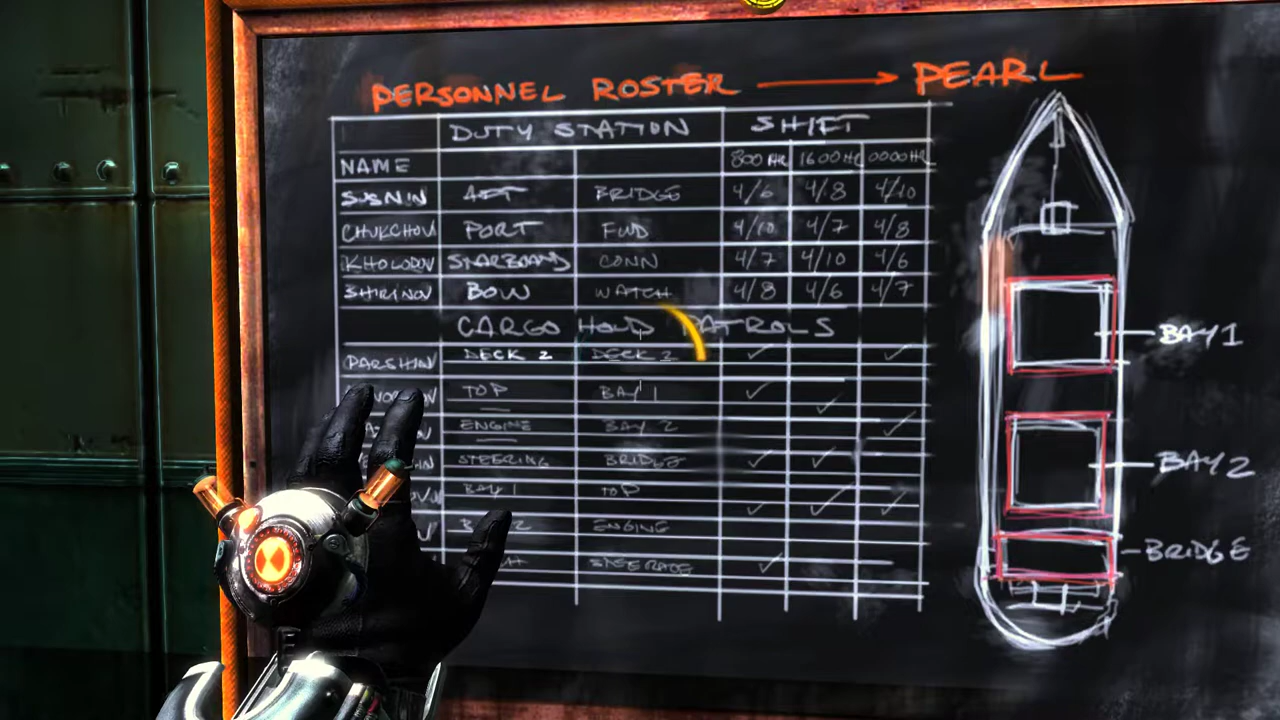 PERSONNEL ROSTER PEARL
DUTY STATION SHIFT
NAME 800 HR 1600 HR 0000 HR
SUSNIN AFT BRIDGE 4/6 4/8 4/10
CHUKCHOV PORT FWD 4/10 4/7 4/8
KHOLODOV STARBOARD CONN 4/7 4/10 4/6
SHIRINOV BOW WATCH 4/8 4/6 4/7
CARGO HOLD PATROLS
PARSHIN DECK 2 DECK 2
TOP BAY 1
ENGINE BAY 2
STEERING BRIDGE
BAY 1 TOP
ENGINE
BAY 1
BAY 2
BRIDGE